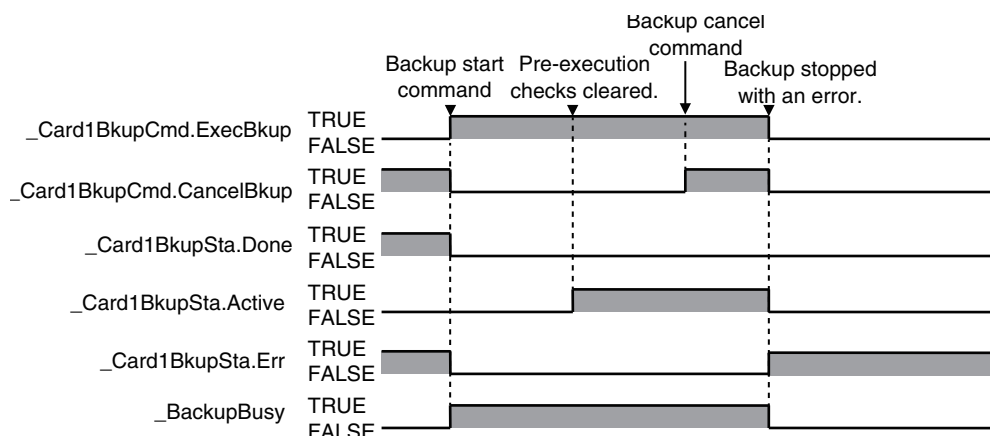 Backup cancel
command
Backup start
command
Pre-execution
checks cleared.
Backup stopped
with an error.
_Card1BkupCmd.ExecBkup
TRUE
FALSE
_Card1BkupCmd.CancelBkup
TRUE
FALSE
_Card1BkupSta.Done
TRUE
FALSE
_Card1BkupSta.Active
TRUE
FALSE
_Card1BkupSta.Err
TRUE
FALSE
_BackupBusy
TRUE
FALSE